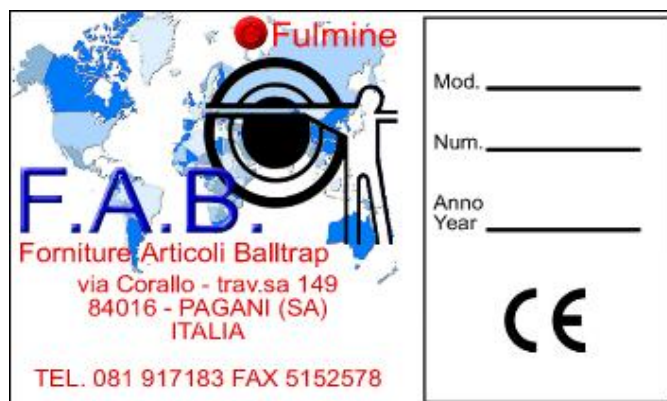 Fulmine
F.A.B.
Forniture Articoli Balltrap
via Corallo - trav.sa 149
84016 - PAGANI (SA)
ITALIA
TEL. 081 917183 FAX 5152578
Mod.
Num.
Anno
Year
CE